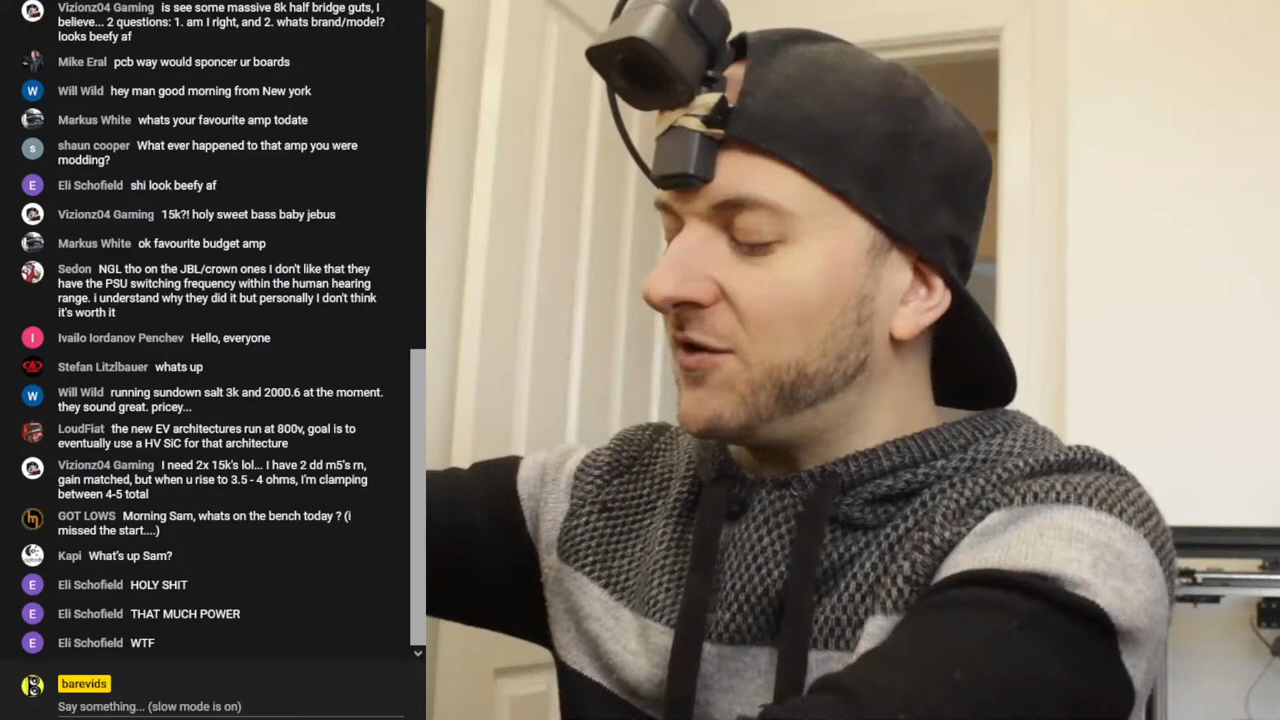 Vizionz04 Gaming is see some massive 8k half bridge guts, I
believe... 2 questions: 1. am I right, and 2. whats brand/model?
looks beefy af
Mike Eral pcb way would sponcer ur boards
W Will Wild hey man good morning from New york
Markus White whats your favourite amp todate
s shaun cooper What ever happened to that amp you were
modding?
E Eli Schofield shi look beefy af
Vizionz04 Gaming 15k?! holy sweet bass baby jebus
Markus White ok favourite budget amp
Sedon NGL tho on the JBL/crown ones I don't like that they
have the PSU switching frequency within the human hearing
range. i understand why they did it but personally I don't think
it's worth it
I Ivailo Iordanov Penchev Hello, everyone
Stefan Litzlbauer whats up
W Will Wild running sundown salt 3k and 2000.6 at the moment.
they sound great. pricey...
LoudFiat the new EV architectures run at 800v, goal is to
eventually use a HV SiC for that architecture
Vizionz04 Gaming I need 2x 15k's lol... I have 2 dd m5's rn,
gain matched, but when u rise to 3.5 - 4 ohms, I'm clamping
between 4-5 total
GOT LOWS Morning Sam, whats on the bench today ? (i
missed the start....)
Kapi What's up Sam?
E Eli Schofield HOLY SHIT
E Eli Schofield THAT MUCH POWER
E Eli Schofield WTF
barevids
Say something... (slow mode is on)